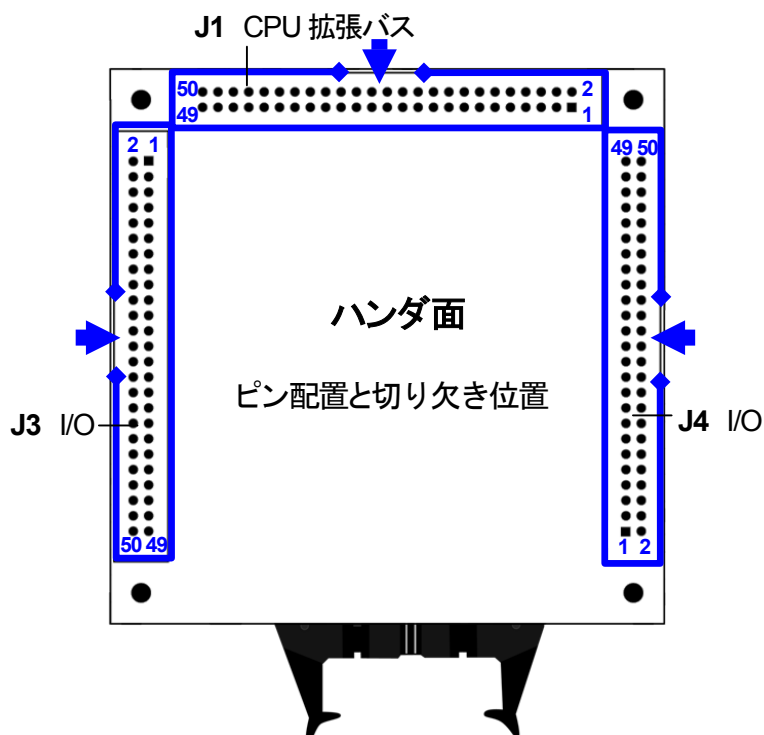 J1 CPU 拡張バス
50 2
49 1
2 1 49 50
ハンダ面
ピン配置と切り欠き位置
J3 I/O J4 I/O
50 49 1 2